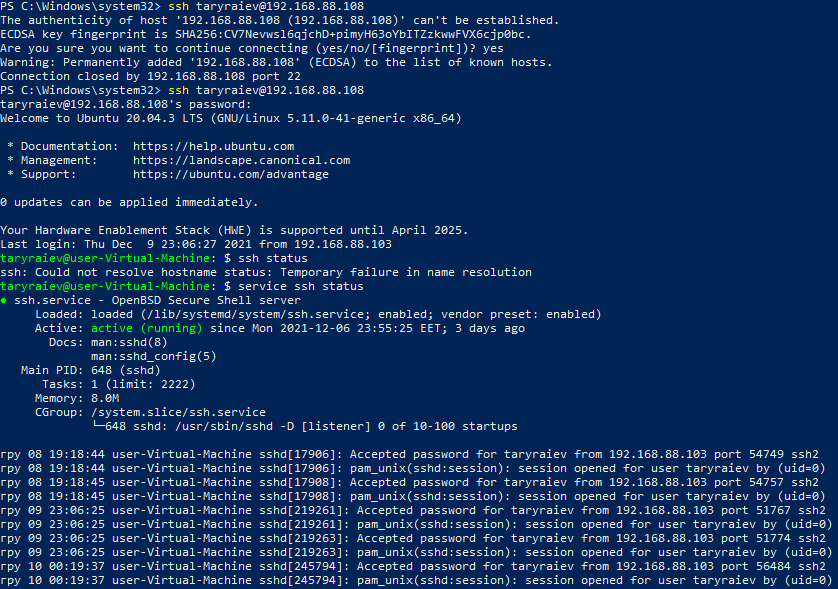 PS C:\Windows\system32> ssh taryraiev@192.168.88.108
The authenticity of host '192.168.88.108 (192.168.88.108)' can't be established.
ECDSA key fingerprint is SHA256:CV7Nevwsl6qjchD+pimyH63oYbITZzkwwFVX6cjp0bc.
Are you sure you want to continue connecting (yes/no/[fingerprint])? yes
Warning: Permanently added '192.168.88.108' (ECDSA) to the list of known hosts.
Connection closed by 192.168.88.108 port 22
PS C:\Windows\system32> ssh taryraiev@192.168.88.108
taryraiev@192.168.88.108's password:
Welcome to Ubuntu 20.04.3 LTS (GNU/Linux 5.11.0-41-generic x86_64)
* Documentation:  https://help.ubuntu.com
* Management:     https://landscape.canonical.com
* Support:        https://ubuntu.com/advantage
0 updates can be applied immediately.
Your Hardware Enablement Stack (HWE) is supported until April 2025.
Last login: Thu Dec  9 23:06:27 2021 from 192.168.88.103
taryraiev@user-Virtual-Machine: $ ssh status
ssh: Could not resolve hostname status: Temporary failure in name resolution
taryraiev@user-Virtual-Machine: $ service ssh status
● ssh.service - OpenBSD Secure Shell server
Loaded: loaded (/lib/systemd/system/ssh.service; enabled; vendor preset: enabled)
Active: active (running) since Mon 2021-12-06 23:55:25 EET; 3 days ago
Docs: man:sshd(8)
man:sshd_config(5)
Main PID: 648 (sshd)
Tasks: 1 (limit: 2222)
Memory: 8.0M
CGroup: /system.slice/ssh.service
└─648 sshd: /usr/sbin/sshd -D [listener] 0 of 10-100 startups
гру 08 19:18:44 user-Virtual-Machine sshd[17906]: Accepted password for taryraiev from 192.168.88.103 port 54749 ssh2
гру 08 19:18:44 user-Virtual-Machine sshd[17906]: pam_unix(sshd:session): session opened for user taryraiev by (uid=0)
гру 08 19:18:45 user-Virtual-Machine sshd[17908]: Accepted password for taryraiev from 192.168.88.103 port 54757 ssh2
гру 08 19:18:45 user-Virtual-Machine sshd[17908]: pam_unix(sshd:session): session opened for user taryraiev by (uid=0)
гру 09 23:06:25 user-Virtual-Machine sshd[219261]: Accepted password for taryraiev from 192.168.88.103 port 51767 ssh2
гру 09 23:06:25 user-Virtual-Machine sshd[219261]: pam_unix(sshd:session): session opened for user taryraiev by (uid=0)
гру 09 23:06:25 user-Virtual-Machine sshd[219263]: Accepted password for taryraiev from 192.168.88.103 port 51774 ssh2
гру 09 23:06:25 user-Virtual-Machine sshd[219263]: pam_unix(sshd:session): session opened for user taryraiev by (uid=0)
гру 10 00:19:37 user-Virtual-Machine sshd[245794]: Accepted password for taryraiev from 192.168.88.103 port 56484 ssh2
гру 10 00:19:37 user-Virtual-Machine sshd[245794]: pam_unix(sshd:session): session opened for user taryraiev by (uid=0)